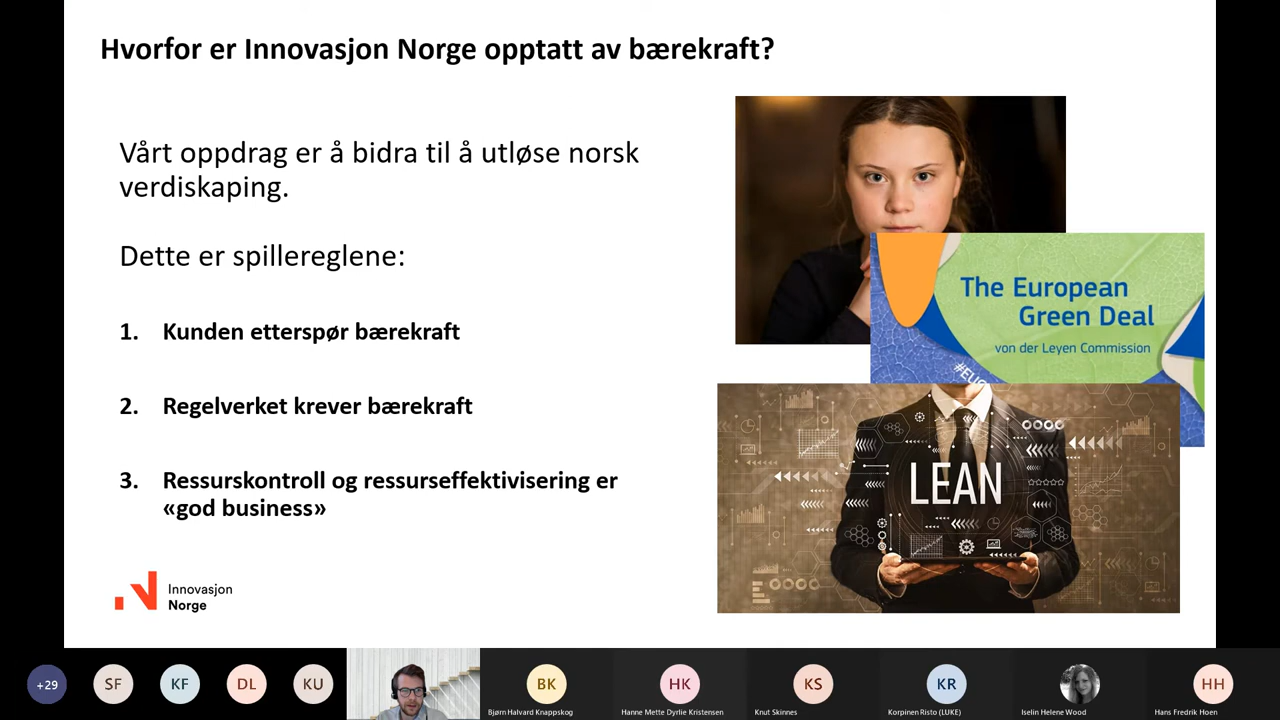 Hvorfor er Innovasjon Norge opptatt av bærekraft?
Vårt oppdrag er å bidra til å utløse norsk
verdiskaping.
Dette er spillereglene:
1. Kunden etterspør bærekraft
2. Regelverket krever bærekraft
3. Ressurskontroll og ressurseffektivisering er
«god business»
The European
Green Deal
von der Leyen Commission
LEAN
Innovasjon
Norge
+29
SF
KF
DL
KU
BK
HK
KS
KR
HH
Bjørn Halvard Knappskog
Hanne Mette Dyrlie Kristensen
Knut Skinnes
Korpinen Risto (LUKE)
Iselin Helene Wood
Hans Fredrik Hoen